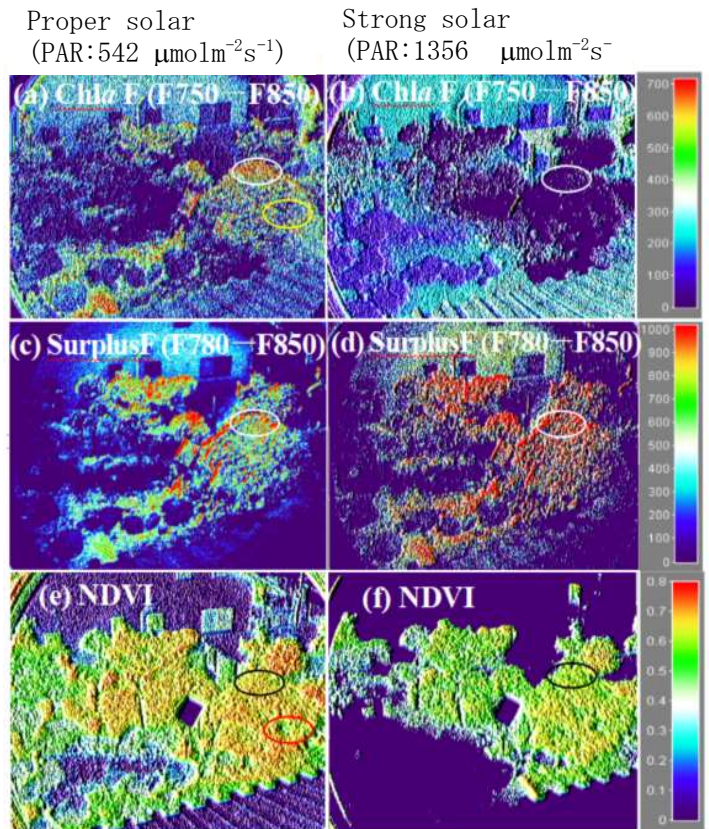 Proper solar
Strong solar
(PAR:542 μmolm⁻²s⁻¹)
(PAR:1356 μmolm⁻²s⁻
(a) Chla F (F750—F850)
(b) Chla F (F750—F850)
700
600
500
400
300
200
100
0
(c) SurplusF (F780—F850)
(d) SurplusF (F780—F850)
1000
900
800
700
600
500
400
300
200
100
0
(e) NDVI
(f) NDVI
0.8
0.7
0.6
0.5
0.4
0.3
0.2
0.1
0